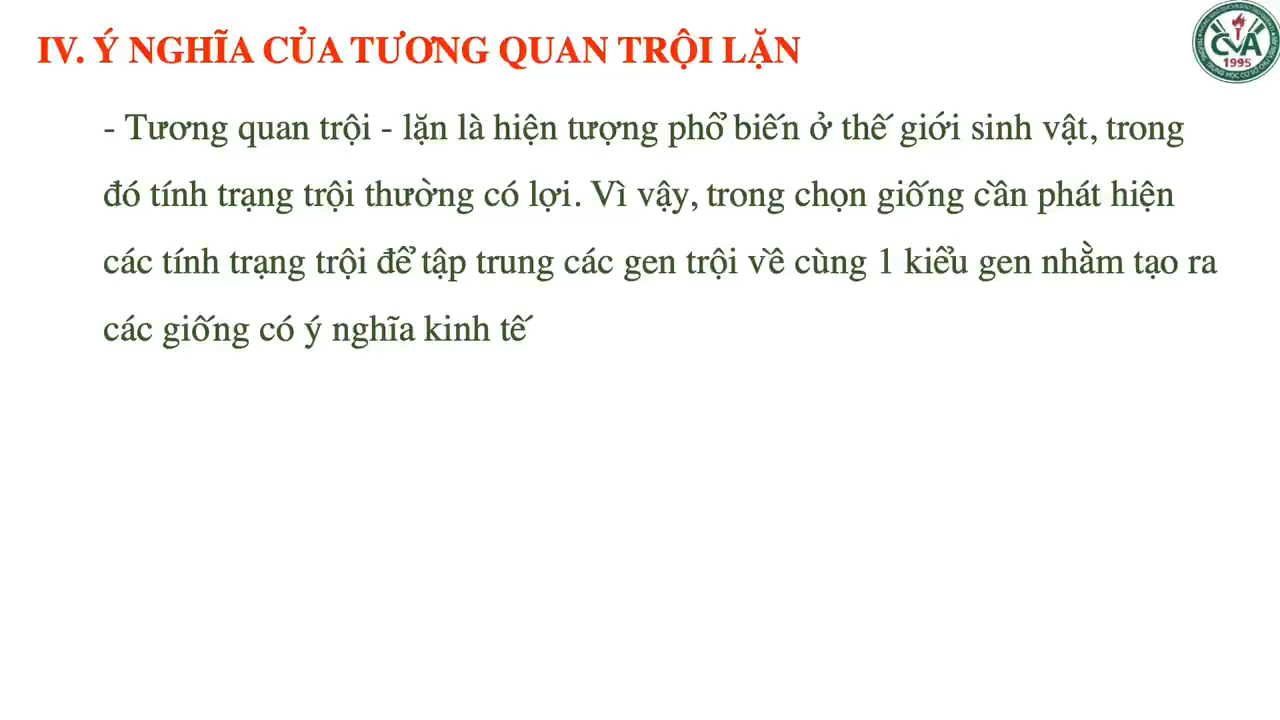 IV. Ý NGHĨA CỦA TƯƠNG QUAN TRỘI LẶN
- Tương quan trội - lặn là hiện tượng phổ biến ở thế giới sinh vật, trong
đó tính trạng trội thường có lợi. Vì vậy, trong chọn giống cần phát hiện
các tính trạng trội để tập trung các gen trội về cùng 1 kiểu gen nhằm tạo ra
các giống có ý nghĩa kinh tế
CVA
1995